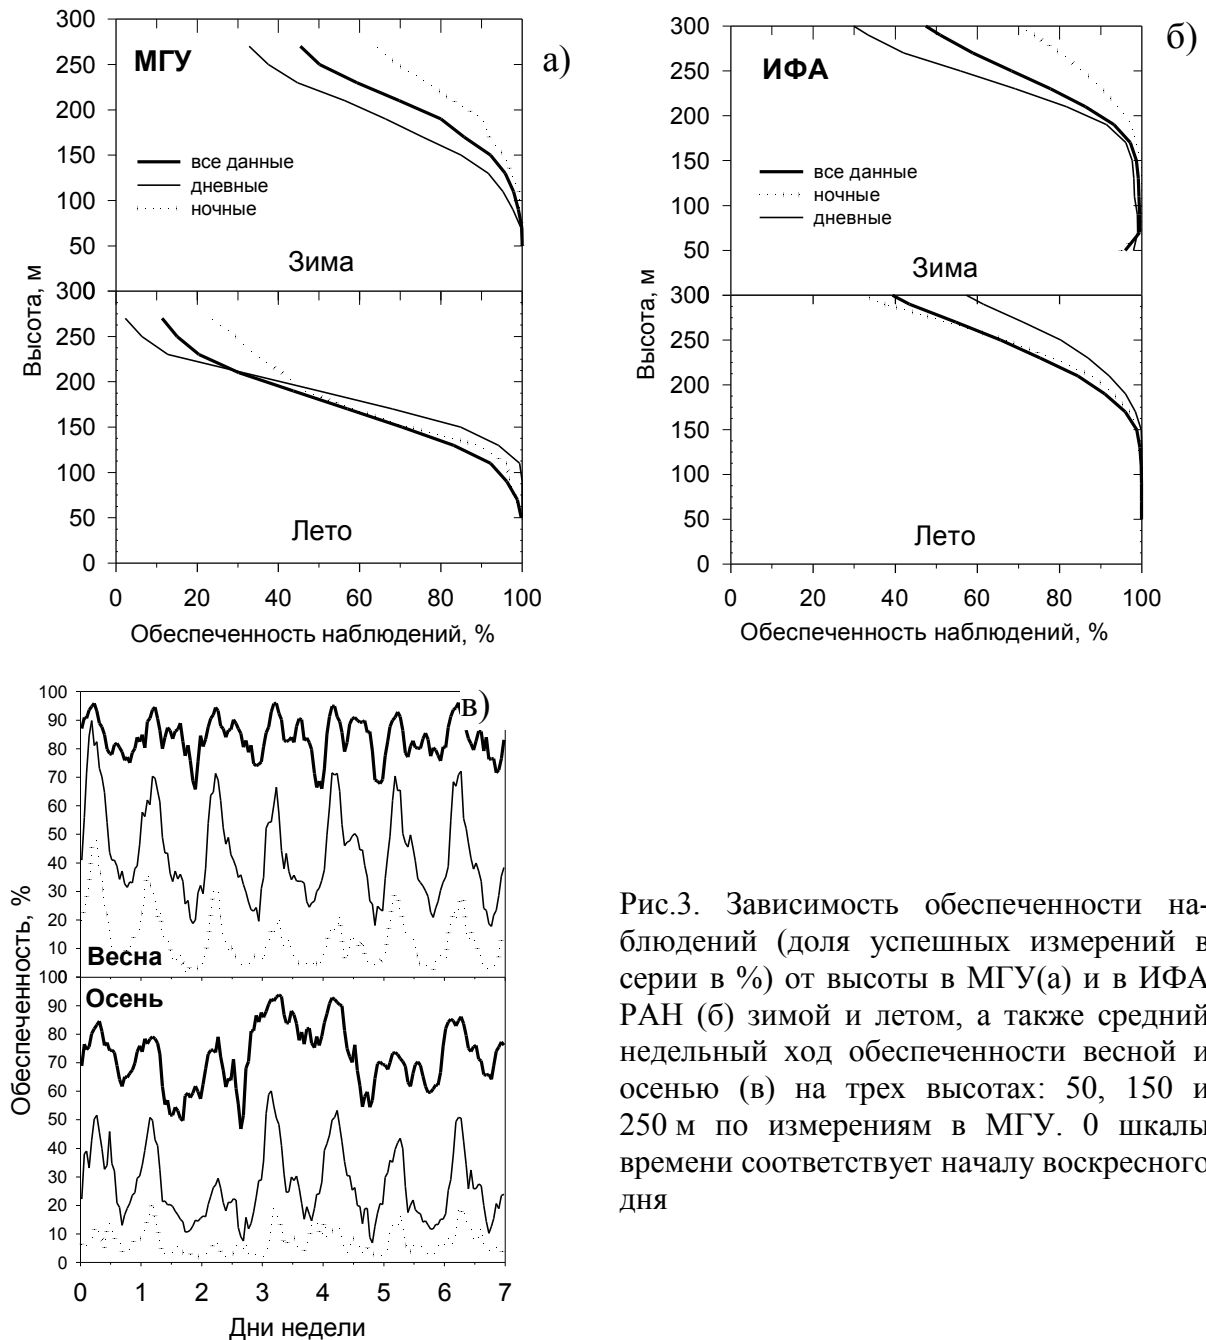 300
250
200
150
100
50
300
0
250
200
150
100
50
0
МГУ
а)
все данные
дневные
ночные
Зима
Лето
Высота, м
0 20 40 60 80 100
Обеспеченность наблюдений, %
300
250
200
150
100
50
300
0
250
200
150
100
50
0
ИФА
б)
все данные
ночные
дневные
Зима
Лето
Высота, м
0 20 40 60 80 100
Обеспеченность наблюдений, %
100
90
80
70
60
50
40
30
20
10
100
0
90
80
70
60
50
40
30
20
10
0
в)
Весна
Осень
Обеспеченность, %
0 1 2 3 4 5 6 7
Дни недели
Рис.3. Зависимость обеспеченности на-
блюдений (доля успешных измерений в
серии в %) от высоты в МГУ(а) и в ИФА
РАН (б) зимой и летом, а также средний
недельный ход обеспеченности весной и
осенью (в) на трех высотах: 50, 150 и
250 м по измерениям в МГУ. 0 шкалы
времени соответствует началу воскресного
дня